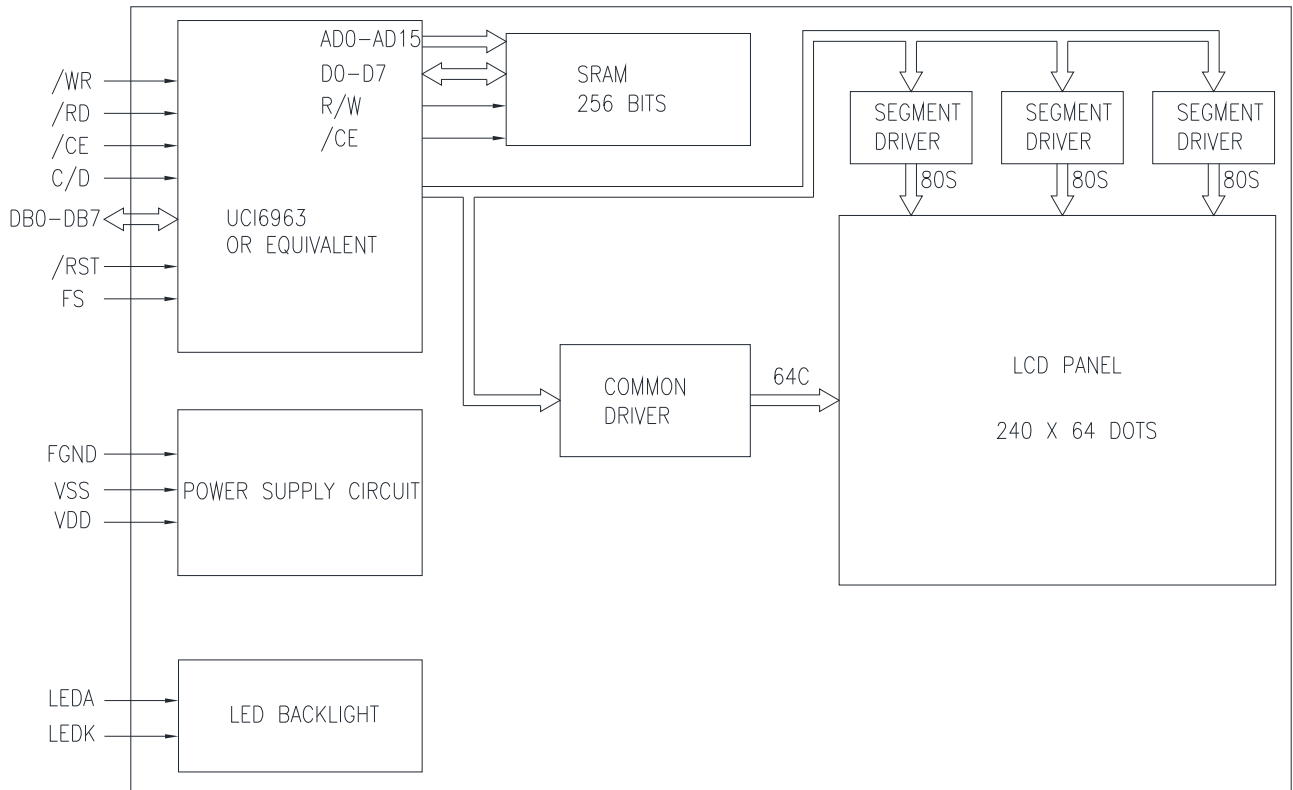 AD0-AD15
D0-D7
R/W
/CE
SRAM
256 BITS
/WR
/RD
/CE
C/D
DB0-DB7
/RST
FS
UCI6963
OR EQUIVALENT
SEGMENT
DRIVER
SEGMENT
DRIVER
SEGMENT
DRIVER
80S
80S
80S
COMMON
DRIVER
64C
LCD PANEL
240 X 64 DOTS
FGND
VSS
VDD
POWER SUPPLY CIRCUIT
LEDA
LEDK
LED BACKLIGHT